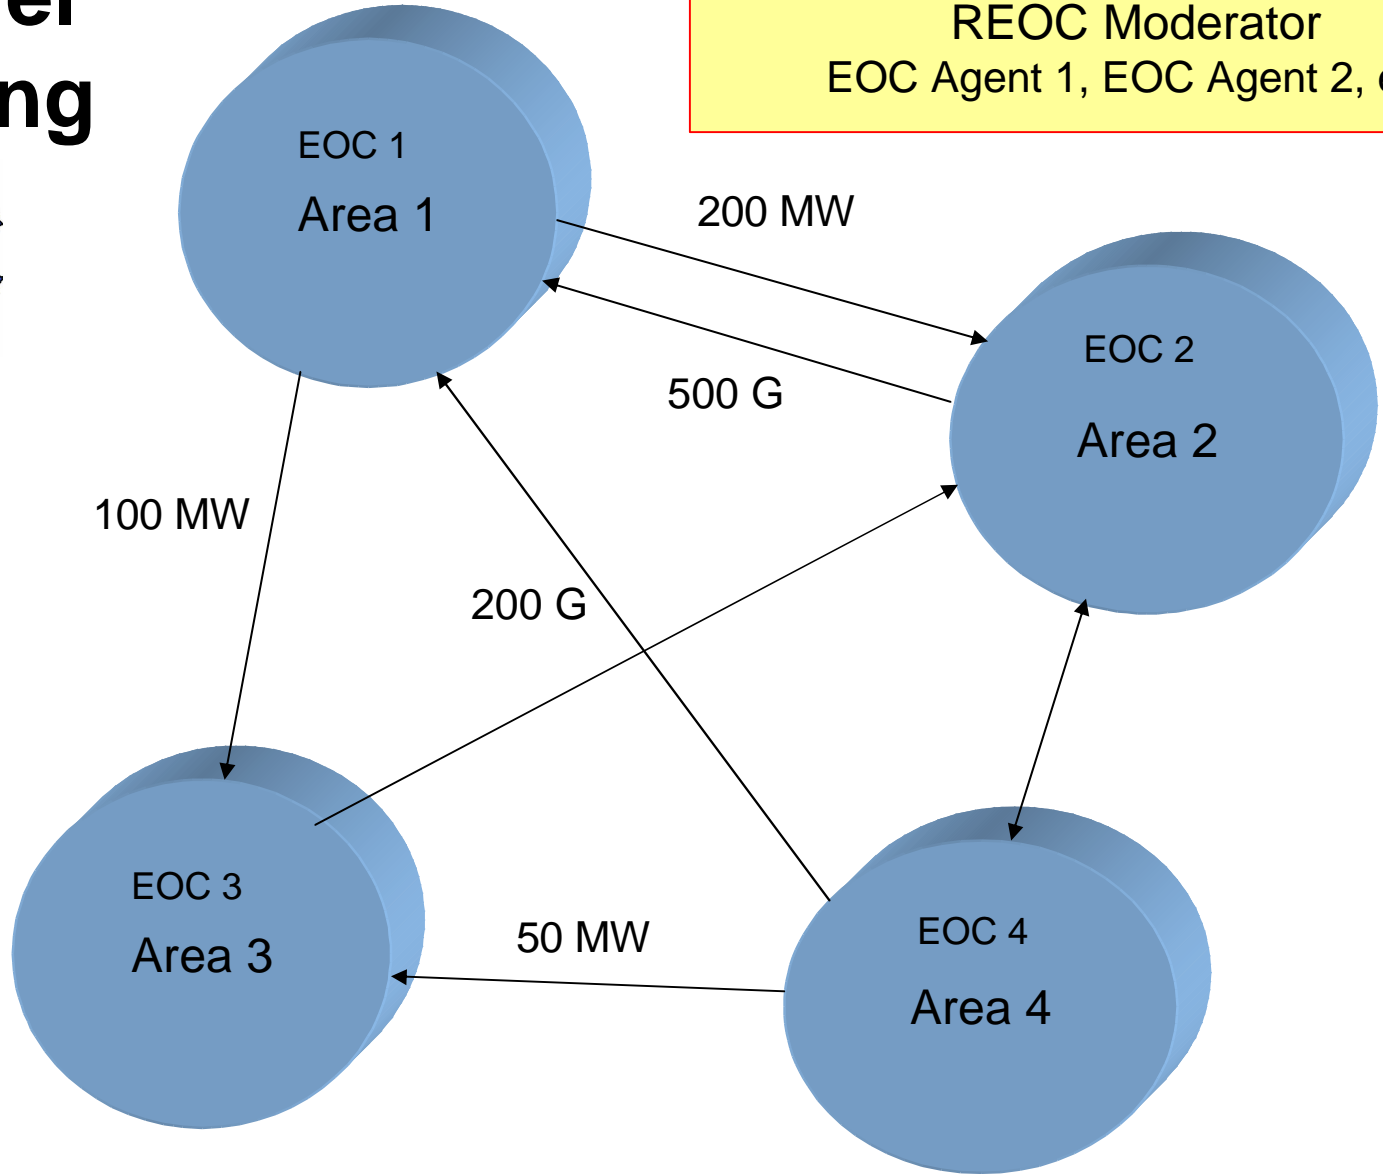 ng
REOC Moderator
EOC Agent 1, EOC Agent 2,
EOC 1
Area 1
200 MW
EOC 2
500 G
Area 2
100 MW
200 G
EOC 3
Area 3
50 MW
EOC 4
Area 4